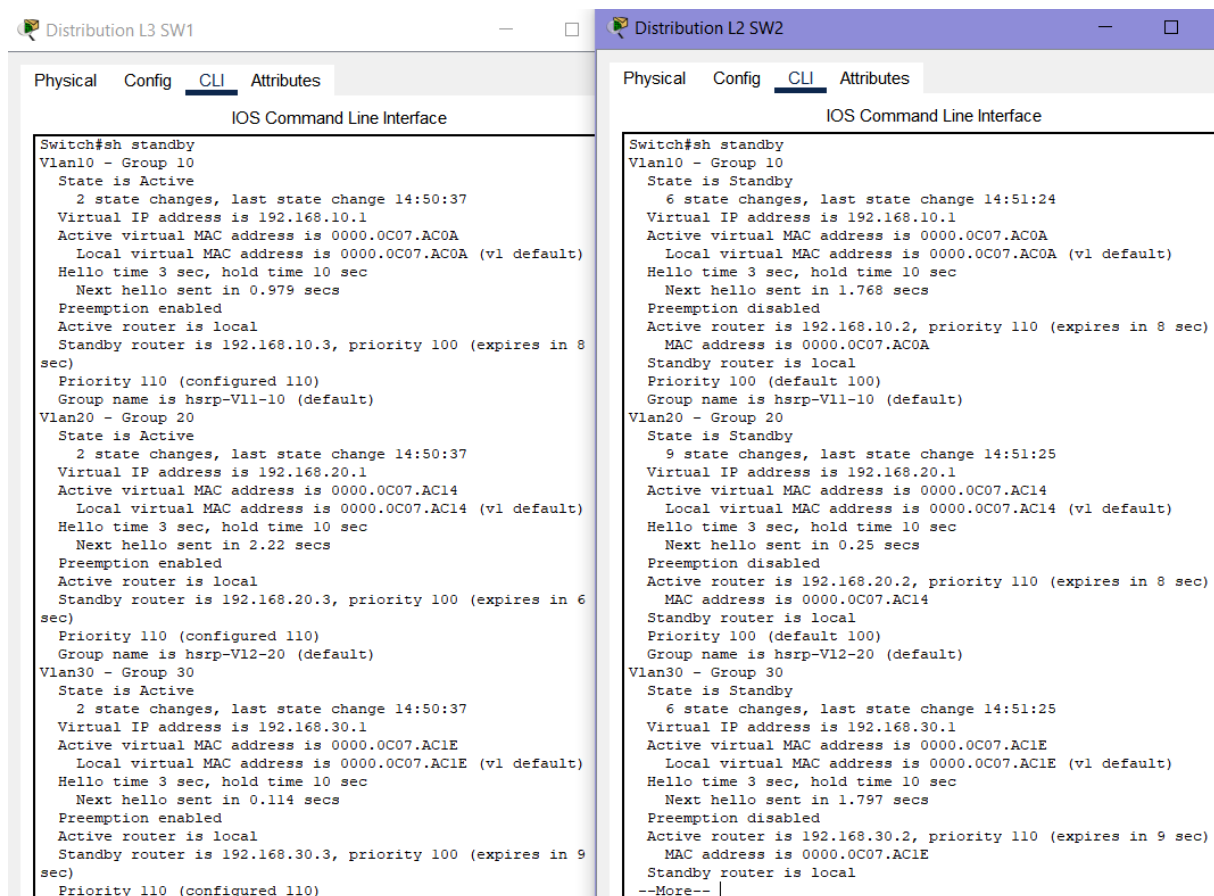 Distribution L3 SW1
Physical Config CLI Attributes
IOS Command Line Interface
Switch#sh standby
Vlan10 - Group 10
State is Active
2 state changes, last state change 14:50:37
Virtual IP address is 192.168.10.1
Active virtual MAC address is 0000.0C07.AC0A
Local virtual MAC address is 0000.0C07.AC0A (v1 default)
Hello time 3 sec, hold time 10 sec
Next hello sent in 0.979 secs
Preemption enabled
Active router is local
Standby router is 192.168.10.3, priority 100 (expires in 8
sec)
Priority 110 (configured 110)
Group name is hsrp-Vl1-10 (default)
Vlan20 - Group 20
State is Active
2 state changes, last state change 14:50:37
Virtual IP address is 192.168.20.1
Active virtual MAC address is 0000.0C07.AC14
Local virtual MAC address is 0000.0C07.AC14 (v1 default)
Hello time 3 sec, hold time 10 sec
Next hello sent in 2.22 secs
Preemption enabled
Active router is local
Standby router is 192.168.20.3, priority 100 (expires in 6
sec)
Priority 110 (configured 110)
Group name is hsrp-Vl2-20 (default)
Vlan30 - Group 30
State is Active
2 state changes, last state change 14:50:37
Virtual IP address is 192.168.30.1
Active virtual MAC address is 0000.0C07.AC1E
Local virtual MAC address is 0000.0C07.AC1E (v1 default)
Hello time 3 sec, hold time 10 sec
Next hello sent in 0.114 secs
Preemption enabled
Active router is local
Standby router is 192.168.30.3, priority 100 (expires in 9
sec)
Priority 110 (configured 110)
Distribution L2 SW2
Physical Config CLI Attributes
IOS Command Line Interface
Switch#sh standby
Vlan10 - Group 10
State is Standby
6 state changes, last state change 14:51:24
Virtual IP address is 192.168.10.1
Active virtual MAC address is 0000.0C07.AC0A
Local virtual MAC address is 0000.0C07.AC0A (v1 default)
Hello time 3 sec, hold time 10 sec
Next hello sent in 1.768 secs
Preemption disabled
Active router is 192.168.10.2, priority 110 (expires in 8 sec)
MAC address is 0000.0C07.AC0A
Standby router is local
Priority 100 (default 100)
Group name is hsrp-Vl1-10 (default)
Vlan20 - Group 20
State is Standby
9 state changes, last state change 14:51:25
Virtual IP address is 192.168.20.1
Active virtual MAC address is 0000.0C07.AC14
Local virtual MAC address is 0000.0C07.AC14 (v1 default)
Hello time 3 sec, hold time 10 sec
Next hello sent in 0.25 secs
Preemption disabled
Active router is 192.168.20.2, priority 110 (expires in 8 sec)
MAC address is 0000.0C07.AC14
Standby router is local
Priority 100 (default 100)
Group name is hsrp-Vl2-20 (default)
Vlan30 - Group 30
State is Standby
6 state changes, last state change 14:51:25
Virtual IP address is 192.168.30.1
Active virtual MAC address is 0000.0C07.AC1E
Local virtual MAC address is 0000.0C07.AC1E (v1 default)
Hello time 3 sec, hold time 10 sec
Next hello sent in 1.797 secs
Preemption disabled
Active router is 192.168.30.2, priority 110 (expires in 9 sec)
MAC address is 0000.0C07.AC1E
Standby router is local
--More--